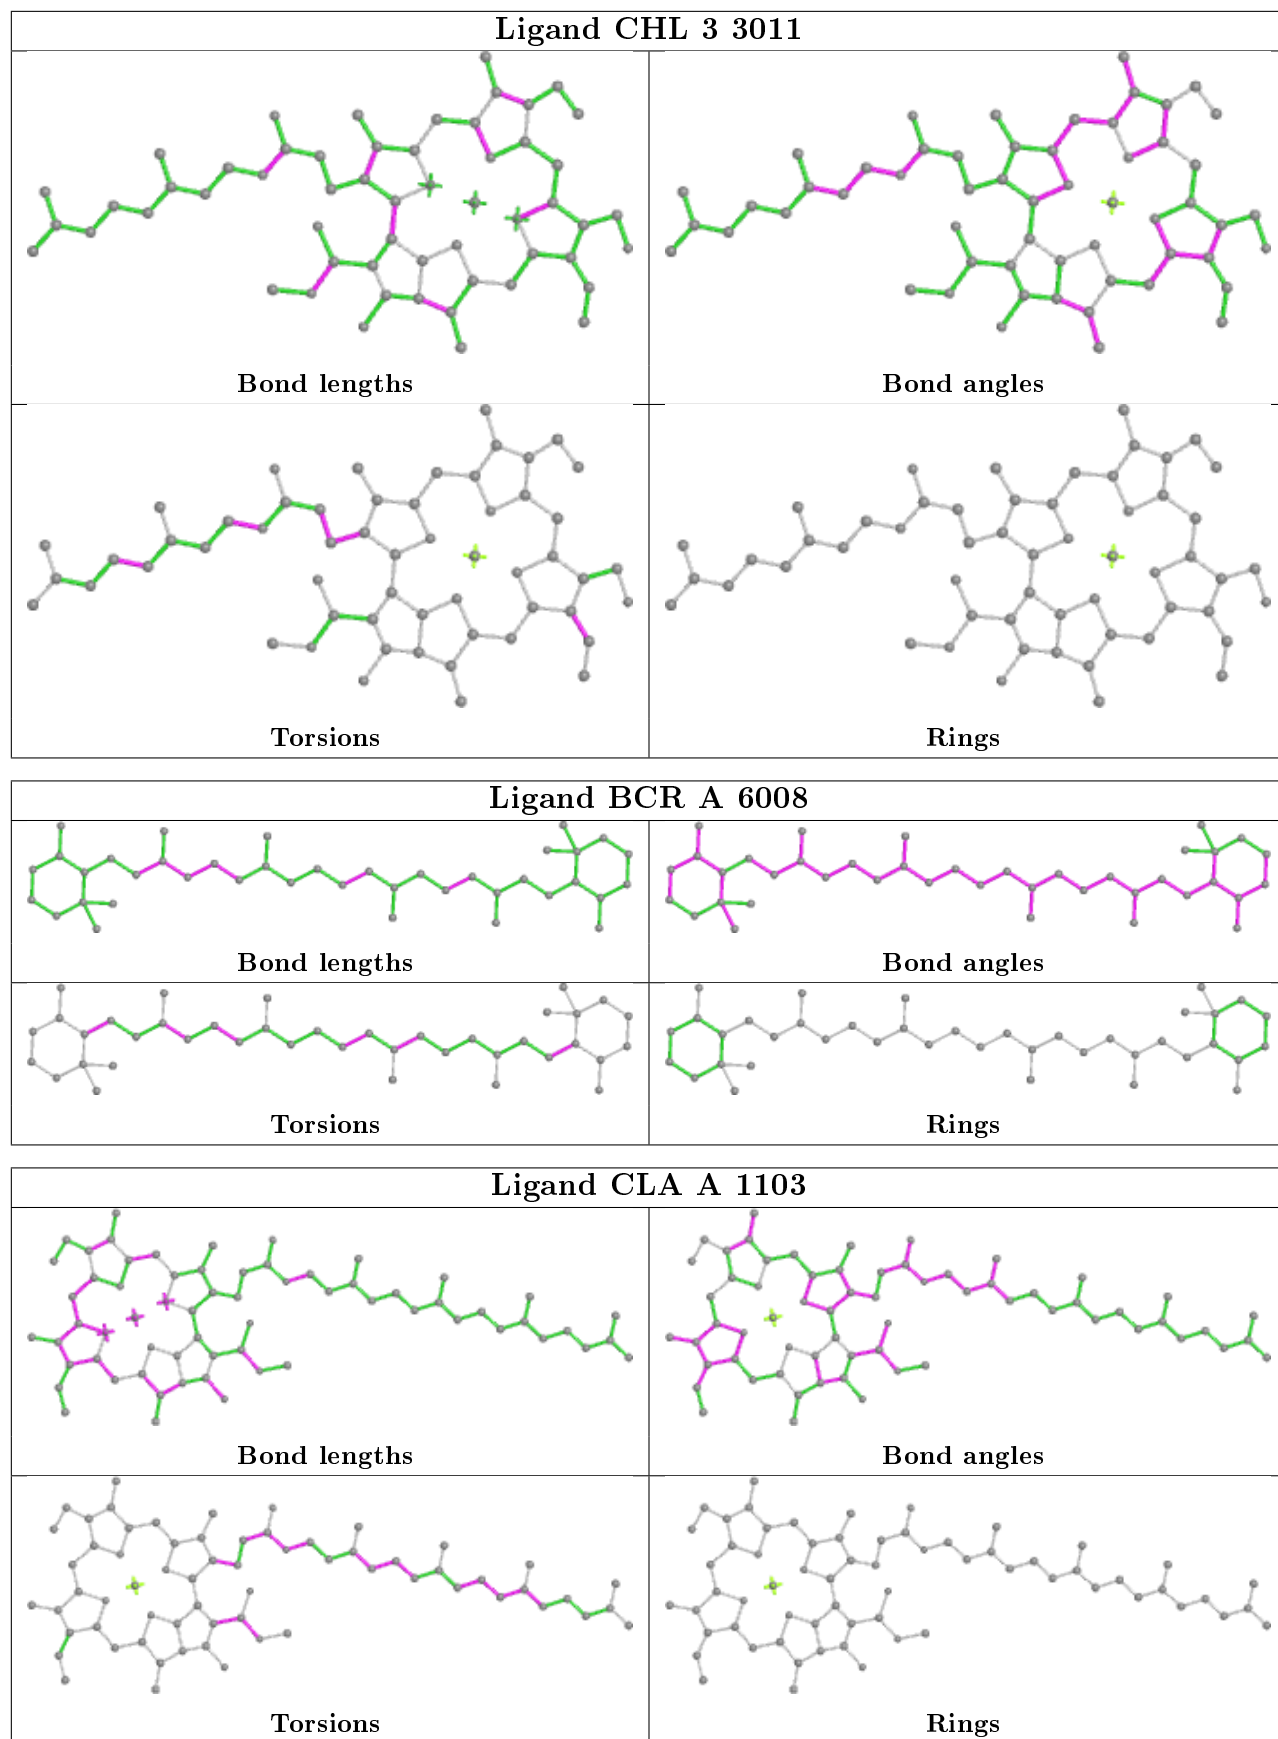 Ligand CHL 3 3011
Bond lengths
Bond angles
Torsions
Rings
Ligand BCR A 6008
Bond lengths
Bond angles
Torsions
Rings
Ligand CLA A 1103
Bond lengths
Bond angles
Torsions
Rings